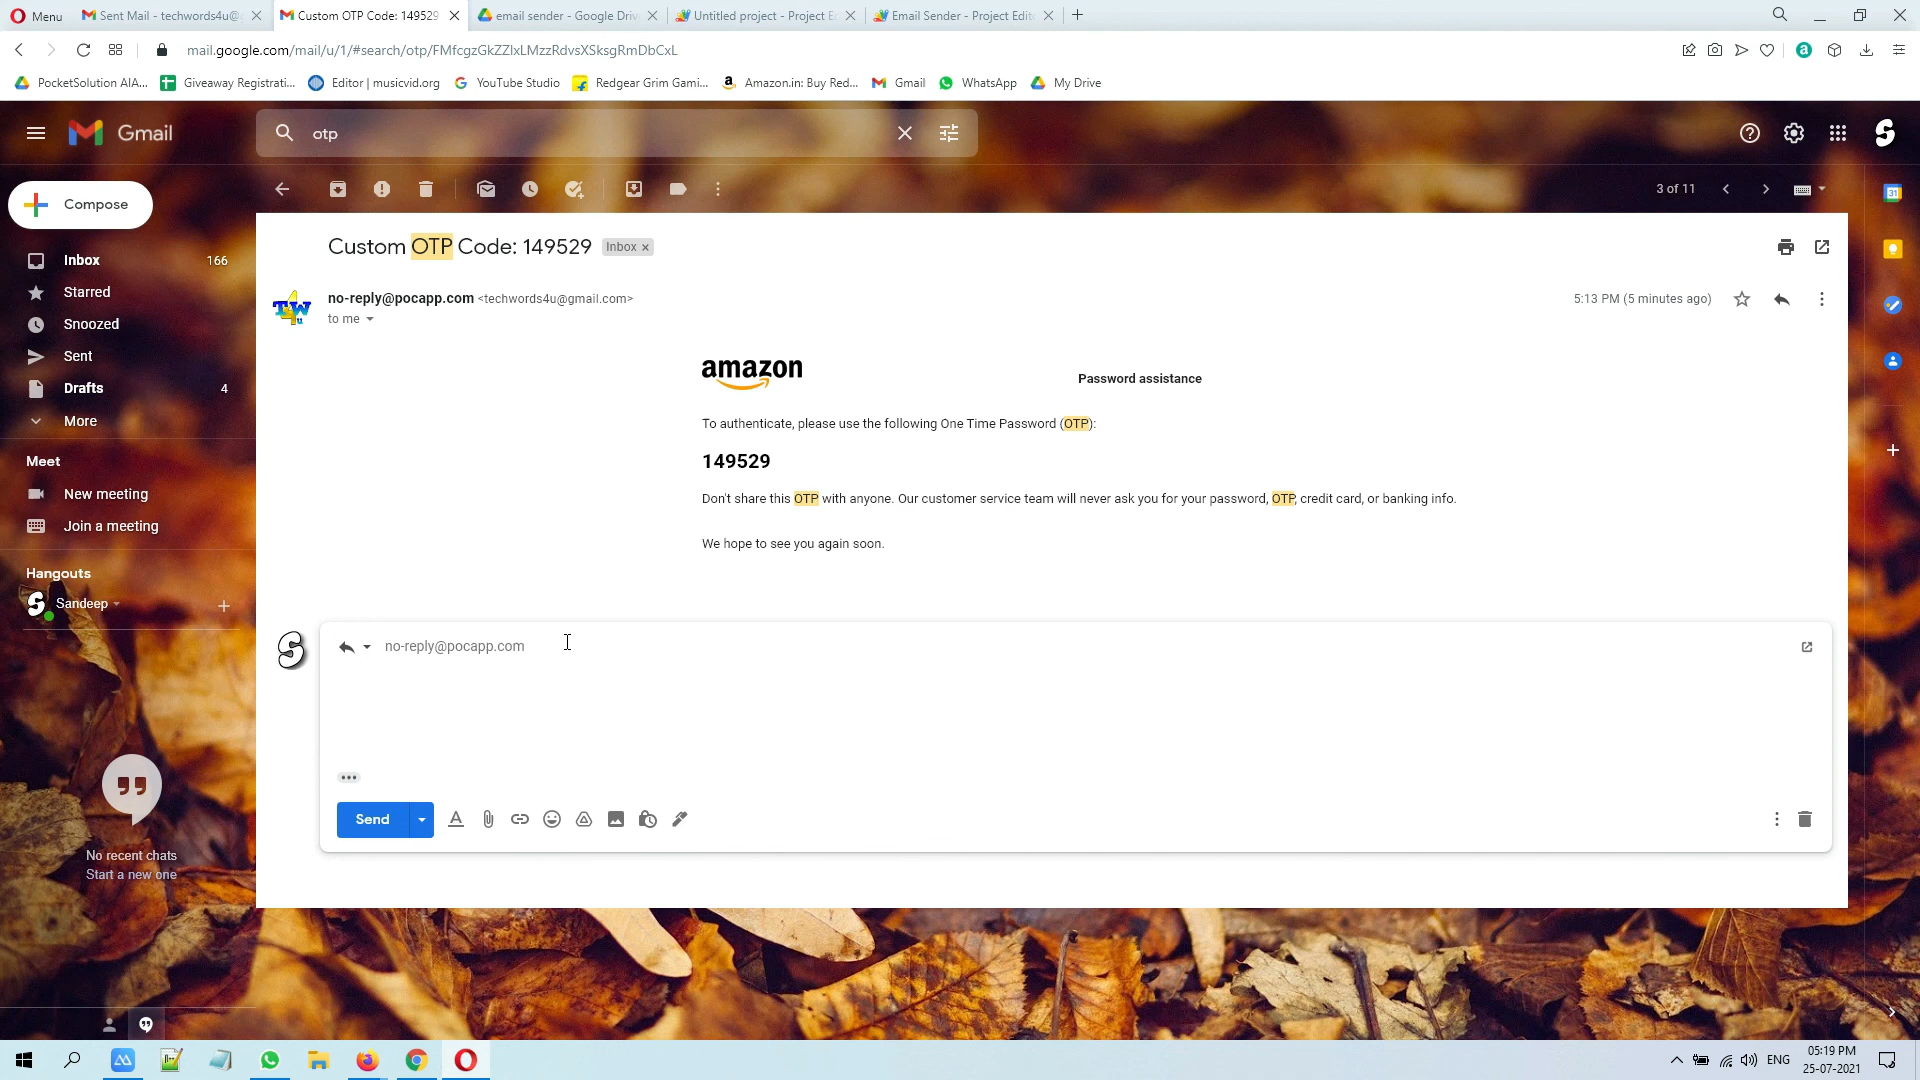 Menu
Sent Mail - techwords4u@g
Custom OTP Code: 149529
email sender - Google Driv
Untitled project - Project E
Email Sender - Project Edit
mail.google.com/mail/u/1/#search/otp/FMfcgzGkZZlxLMzzRdvsXSksgRmDbCxL
PocketSolution AIA...
Giveaway Registrati...
Editor | musicvid.org
YouTube Studio
Redgear Grim Gami...
Amazon.in: Buy Red...
Gmail
WhatsApp
My Drive
Gmail
otp
Compose
3 of 11
Inbox 166
Starred
Snoozed
Sent
Drafts 4
More
Meet
New meeting
Join a meeting
Hangouts
Sandeep
No recent chats
Start a new one
Custom OTP Code: 149529 Inbox x
no-reply@pocapp.com <techwords4u@gmail.com>
5:13 PM (5 minutes ago)
to me
amazon
Password assistance
To authenticate, please use the following One Time Password (OTP):
149529
Don't share this OTP with anyone. Our customer service team will never ask you for your password, OTP, credit card, or banking info.
We hope to see you again soon.
no-reply@pocapp.com
Send
ENG
05:19 PM
25-07-2021